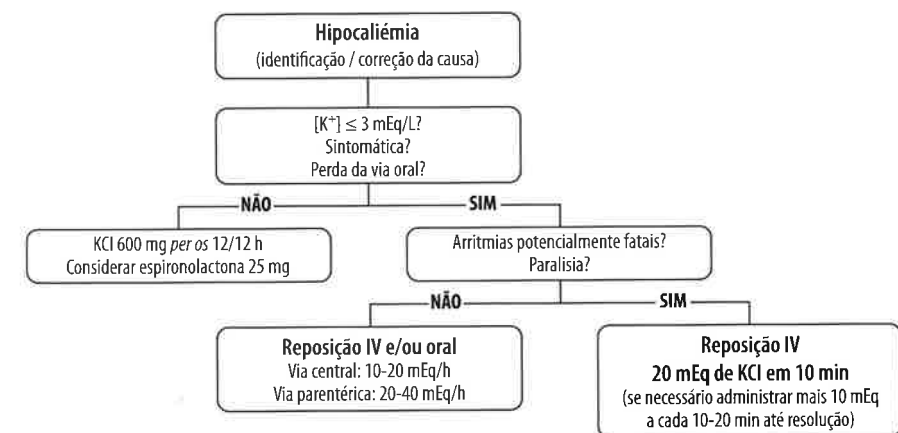 Hipocaliémia
(identificação / correção da causa)
[K⁺] ≤ 3 mEq/L?
Sintomática?
Perda da via oral?
NÃO
SIM
KCl 600 mg per os 12/12 h
Considerar espironolactona 25 mg
Arritmias potencialmente fatais?
Paralisia?
NÃO
SIM
Reposição IV e/ou oral
Via central: 10-20 mEq/h
Via parentérica: 20-40 mEq/h
Reposição IV
20 mEq de KCl em 10 min
(se necessário administrar mais 10 mEq
a cada 10-20 min até resolução)